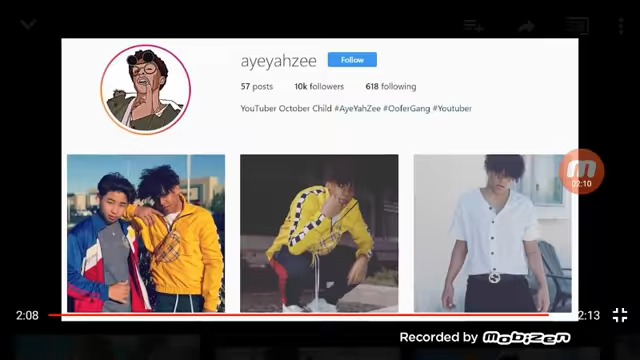 ayeyahzee Follow
57 posts 10k followers 618 following
YouTuber October Child #AyeYahZee #OoferGang #Youtuber
M
02:10
2:08 2:13
Recorded by Mobizen